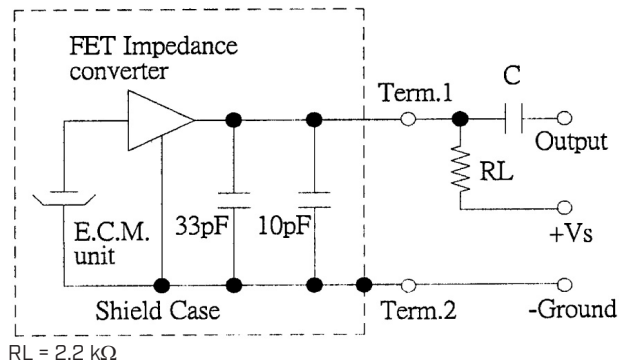 FET Impedance
converter
Term.1
C
Output
RL
+Vs
E.C.M.
unit
33pF
10pF
Shield Case
Term.2
-Ground
RL = 2.2 kΩ